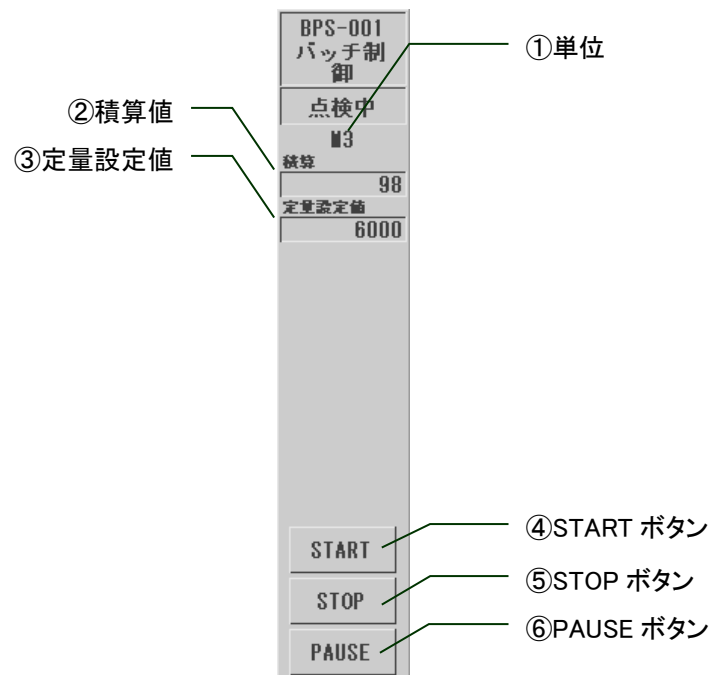 BPS-001
バッチ制
御
①単位
点検中
②積算値
M3
③定量設定値
積算
98
定量設定値
6000
START
④START ボタン
STOP
⑤STOP ボタン
PAUSE
⑥PAUSE ボタン